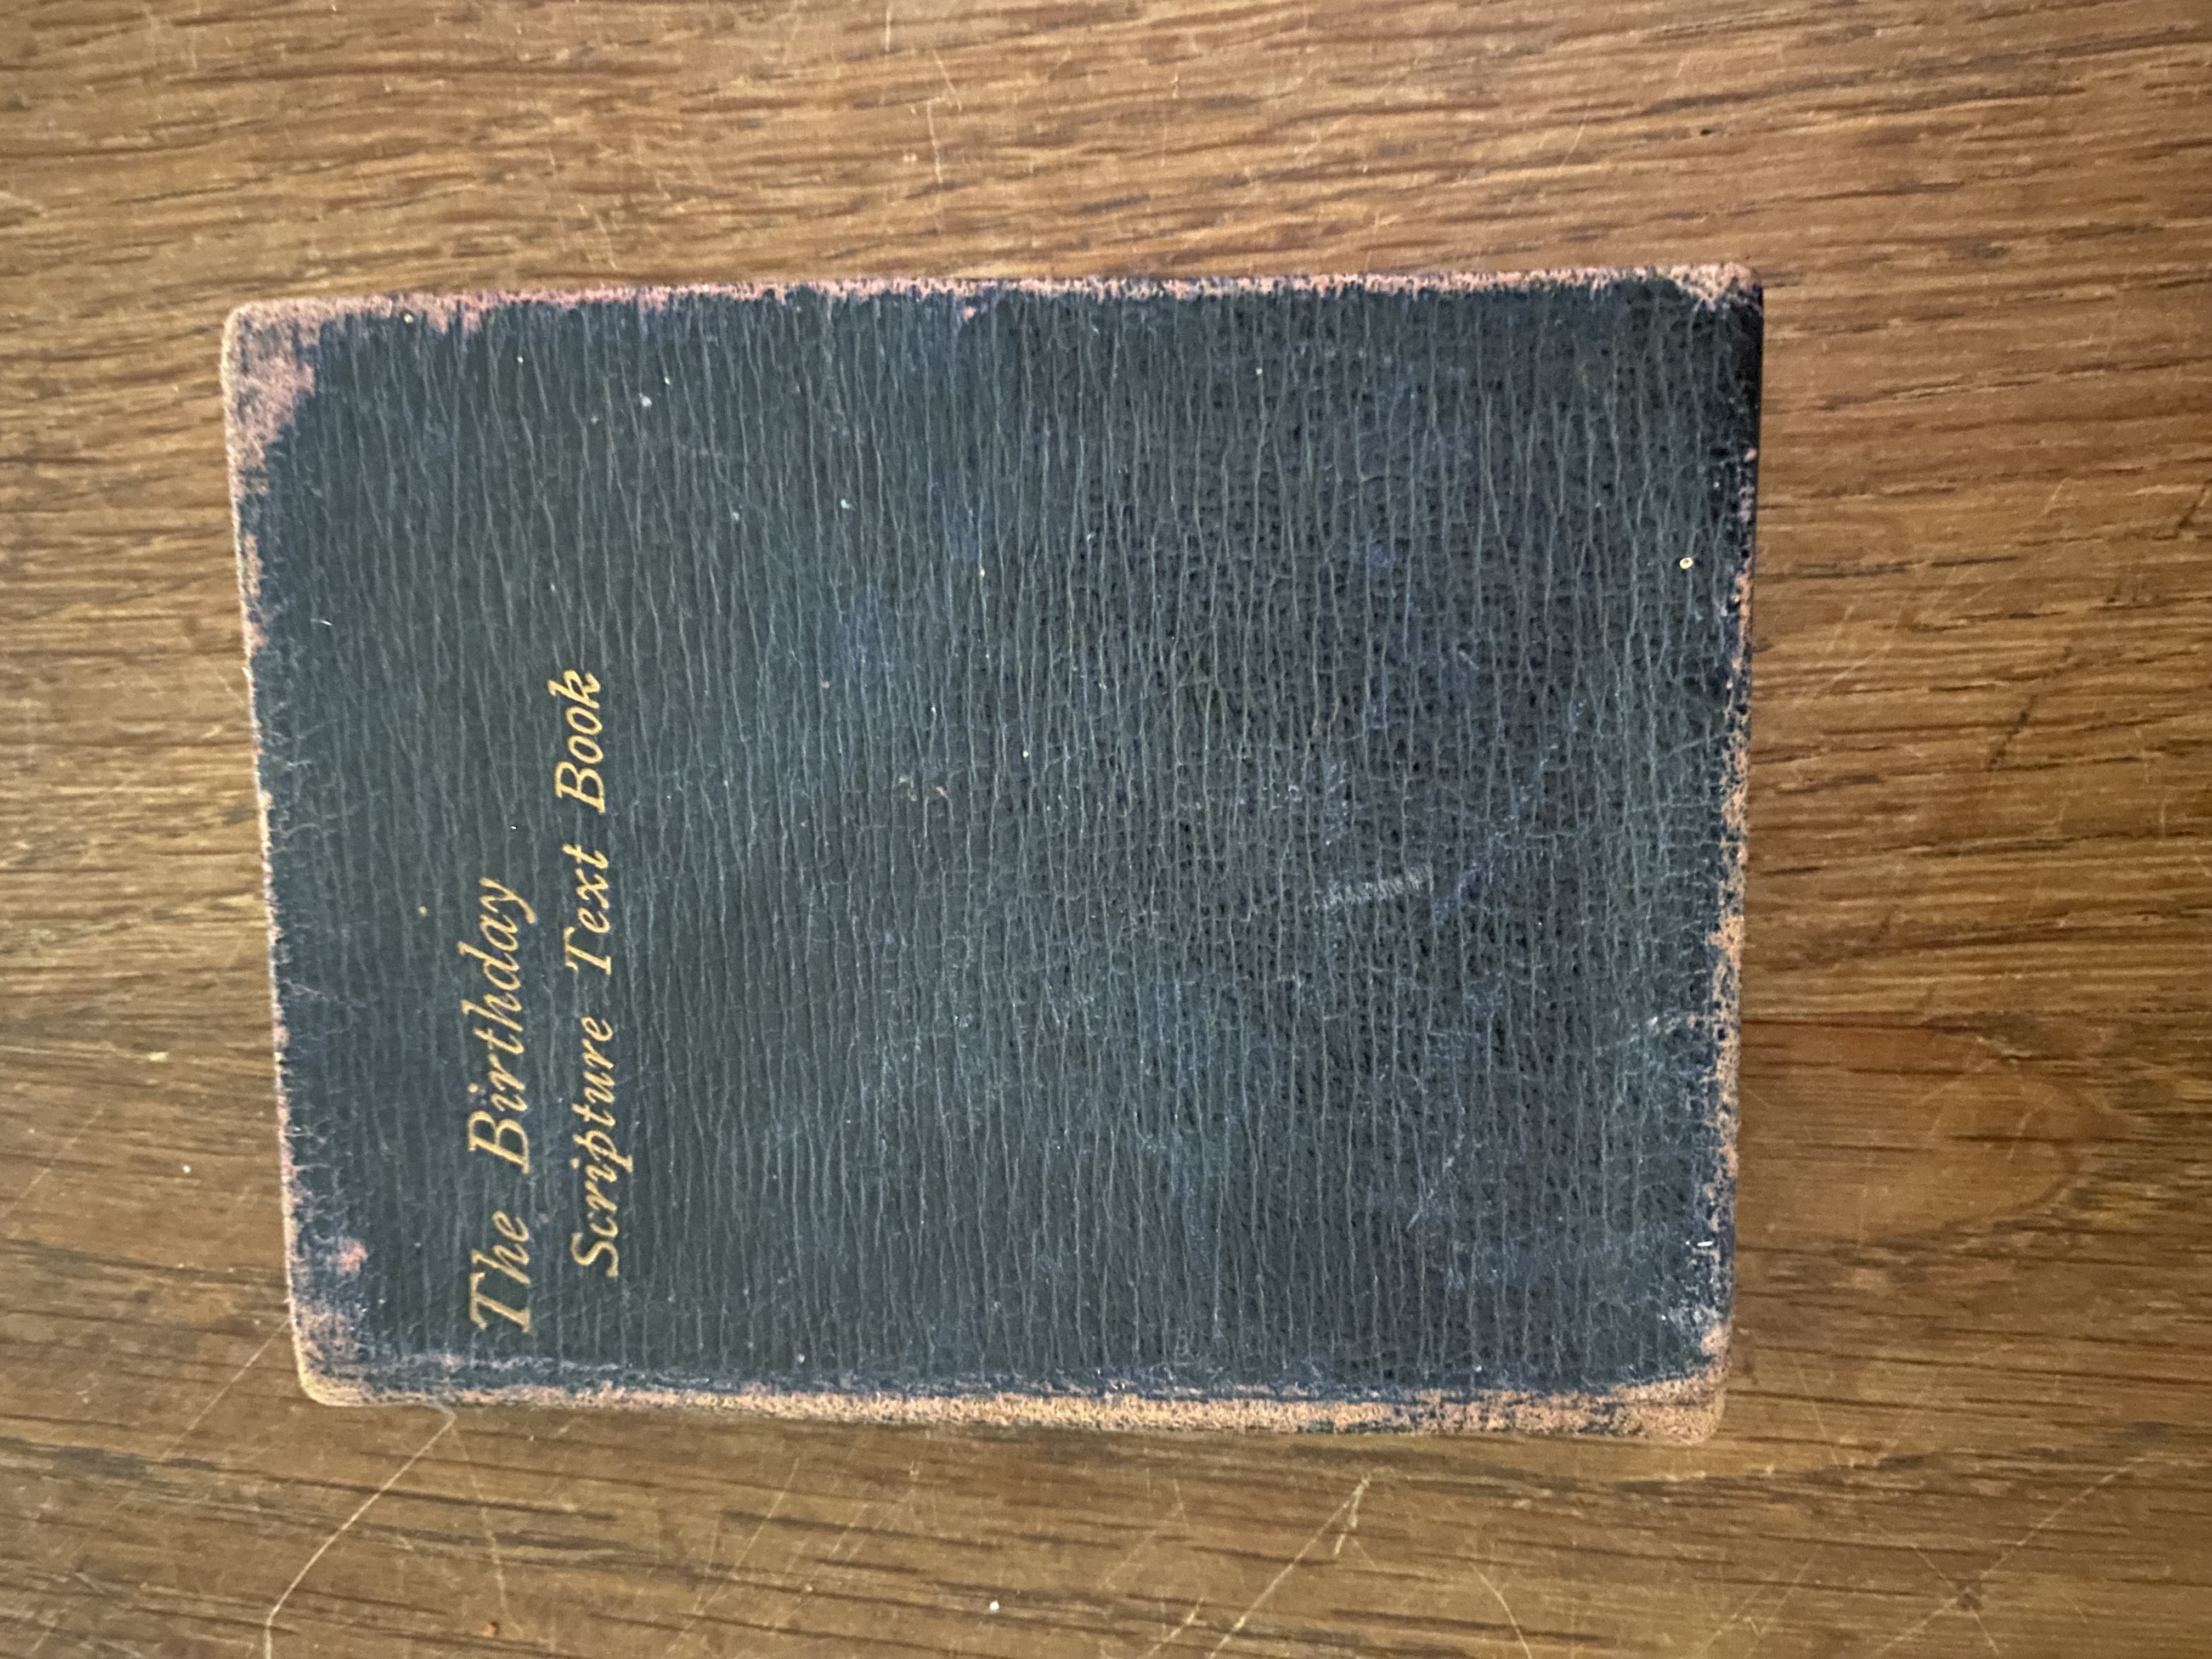 The Birthday
Scripture Text Book